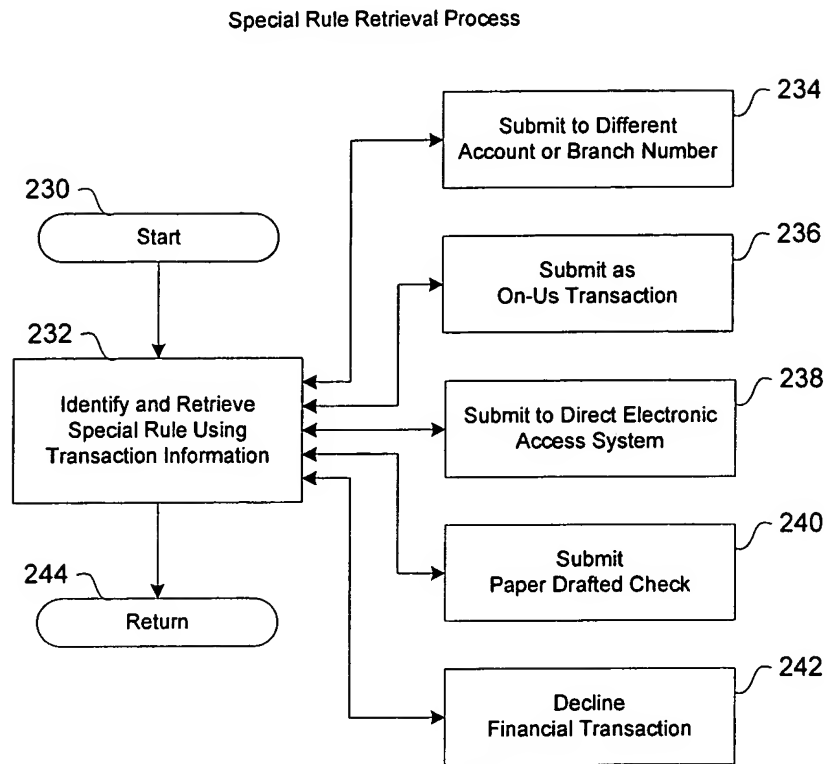 Special Rule Retrieval Process
234
Submit to Different
Account or Branch Number
230
Start
236
Submit as
On-Us Transaction
232
Identify and Retrieve
Special Rule Using
Transaction Information
238
Submit to Direct Electronic
Access System
240
Submit
Paper Drafted Check
244
Return
242
Decline
Financial Transaction